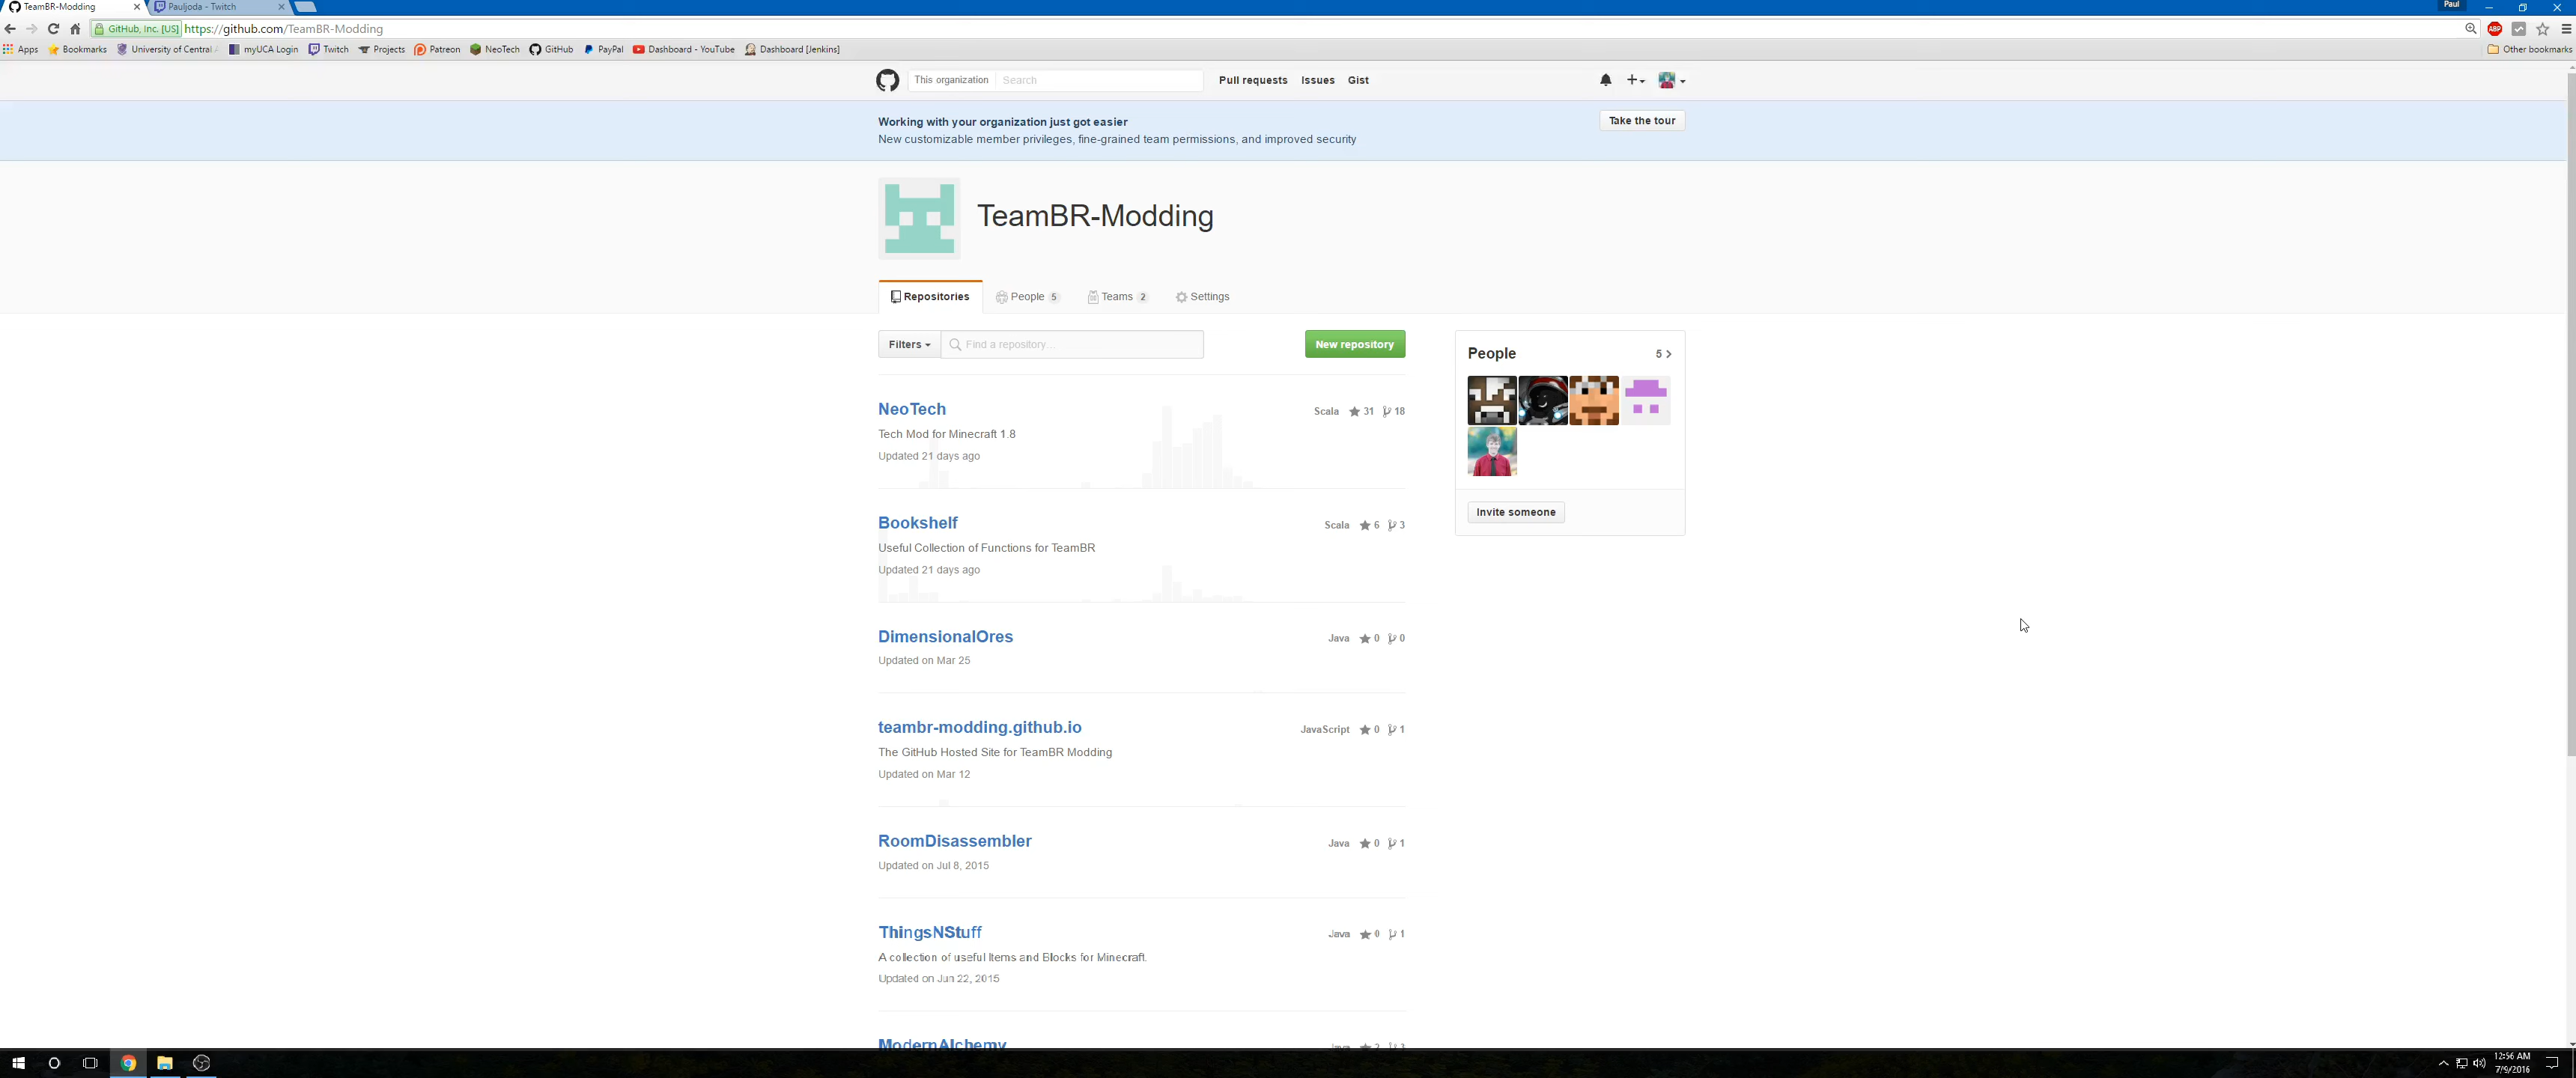 TeamBR-Modding
Pauljoda - Twitch
Paul
GitHub, Inc. [US]
https://github.com/TeamBR-Modding
Apps
Bookmarks
University of Central
myUCA Login
Twitch
Projects
Patreon
NeoTech
GitHub
PayPal
Dashboard - YouTube
Dashboard [Jenkins]
Other bookmarks
This organization
Search
Pull requests
Issues
Gist
Working with your organization just got easier
New customizable member privileges, fine-grained team permissions, and improved security
Take the tour
TeamBR-Modding
Repositories
People 5
Teams 2
Settings
Filters
Find a repository...
New repository
NeoTech
Scala 31 18
Tech Mod for Minecraft 1.8
Updated 21 days ago
Bookshelf
Scala 6 3
Useful Collection of Functions for TeamBR
Updated 21 days ago
DimensionalOres
Java 0 0
Updated on Mar 25
teambr-modding.github.io
JavaScript 0 1
The GitHub Hosted Site for TeamBR Modding
Updated on Mar 12
RoomDisassembler
Java 0 1
Updated on Jul 8, 2015
ThingsNStuff
Java 0 1
A collection of useful Items and Blocks for Minecraft.
Updated on Jun 22, 2015
ModernAlchemy
Java 2 3
People
5
Invite someone
ABP
12:56 AM
7/9/2016